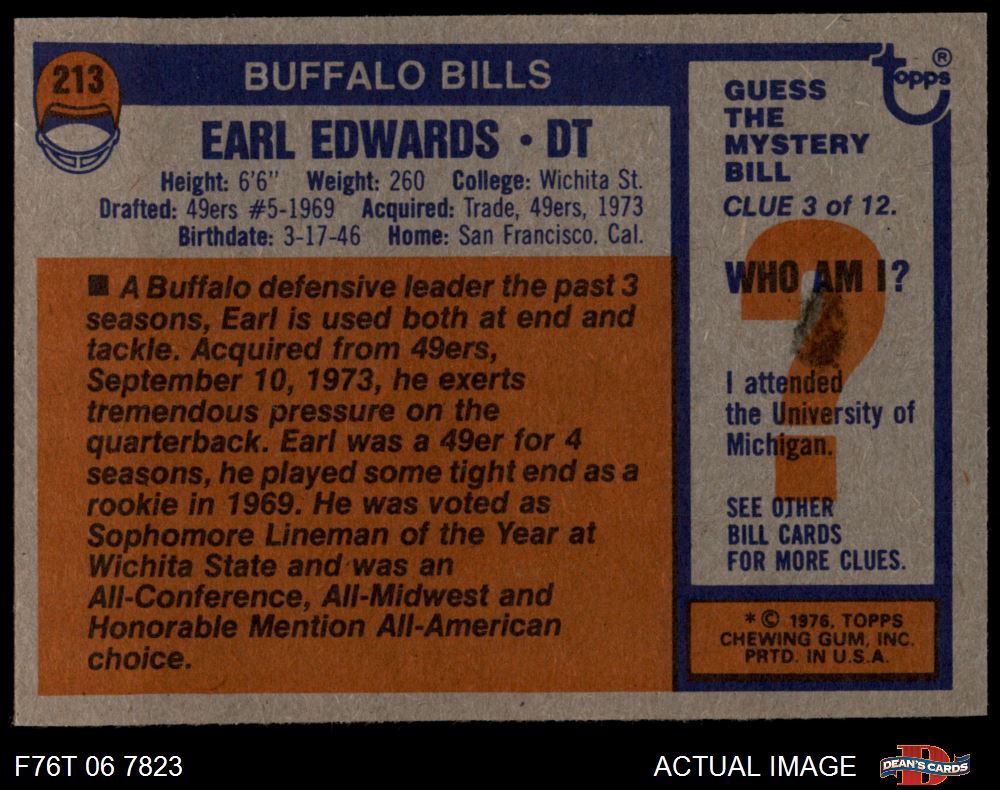 213
BUFFALO BILLS
EARL EDWARDS • DT
Height: 6'6" Weight: 260 College: Wichita St.
Drafted: 49ers #5-1969 Acquired: Trade, 49ers, 1973
Birthdate: 3-17-46 Home: San Francisco. Cal.
■ A Buffalo defensive leader the past 3
seasons, Earl is used both at end and
tackle. Acquired from 49ers,
September 10, 1973, he exerts
tremendous pressure on the
quarterback. Earl was a 49er for 4
seasons, he played some tight end as a
rookie in 1969. He was voted as
Sophomore Lineman of the Year at
Wichita State and was an
All-Conference, All-Midwest and
Honorable Mention All-American
choice.
topps ®
GUESS
THE
MYSTERY
BILL
CLUE 3 of 12.
WHO AM I?
?
I attended
the University of
Michigan.
SEE OTHER
BILL CARDS
FOR MORE CLUES.
* © 1976. TOPPS
CHEWING GUM, INC.
PRTD. IN U.S.A.
F76T 06 7823
ACTUAL IMAGE
D
DEAN'S CARDS